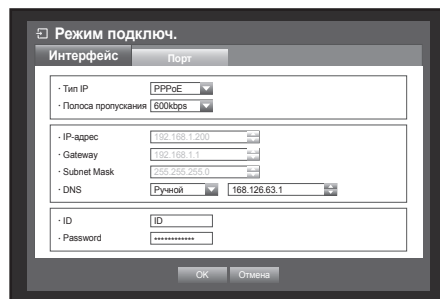 Режим подключ.
Интерфейс Порт
· Тип IP PPPoE
· Полоса пропускания 600kbps
· IP-адрес 192.168.1.200
· Gateway 192.168.1.1
· Subnet Mask 255.255.255.0
· DNS Ручной 168.126.63.1
· ID ID
· Password ************
OK Отмена